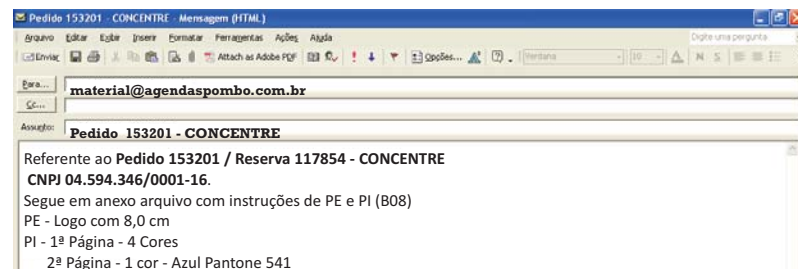 Pedido 153201 - CONCENTRE - Mensagem (HTML)
Arquivo Editar Exibir Inserir Formatar Ferramentas Ações Ajuda Digite uma pergunta
Enviar Attach as Adobe PDF Opções... Verdana 10 A N S
Para... material@agendaspombo.com.br
Cc...
Assunto: Pedido 153201 - CONCENTRE
Referente ao Pedido 153201 / Reserva 117854 - CONCENTRE
CNPJ 04.594.346/0001-16.
Segue em anexo arquivo com instruções de PE e PI (B08)
PE - Logo com 8,0 cm
PI - 1ª Página - 4 Cores
2ª Página - 1 cor - Azul Pantone 541